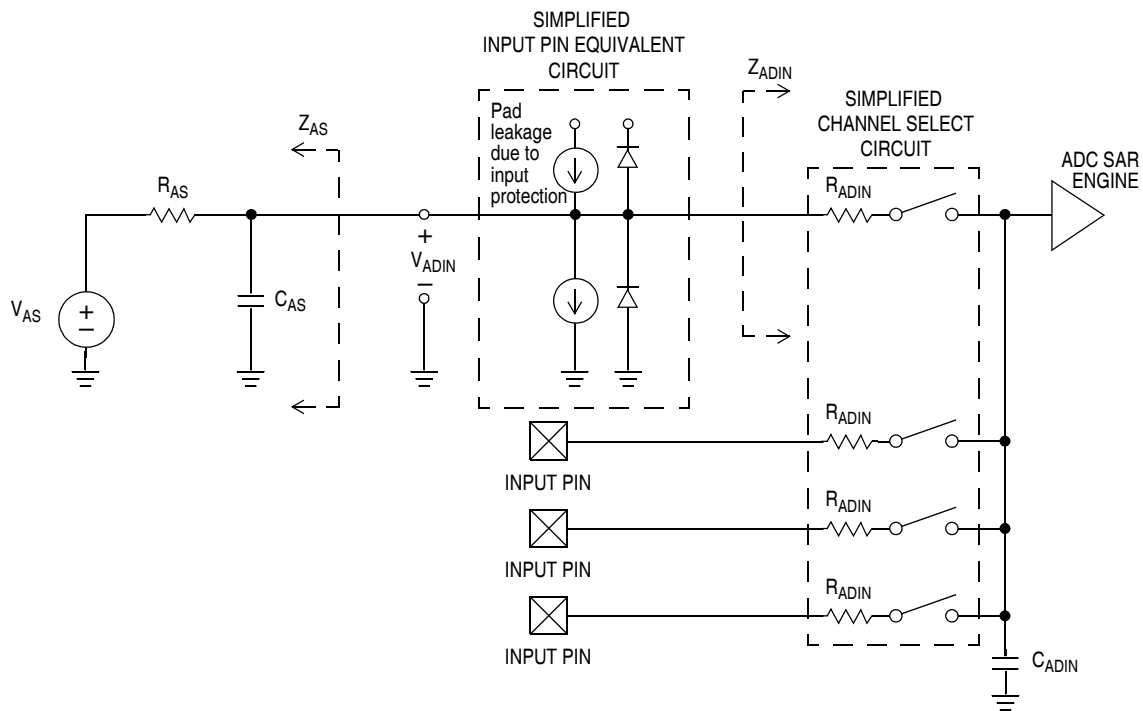 SIMPLIFIED
INPUT PIN EQUIVALENT
CIRCUIT
Z_ADIN
SIMPLIFIED
CHANNEL SELECT
CIRCUIT
Pad
leakage
due to
input
protection
Z_AS
R_AS
R_ADIN
ADC SAR
ENGINE
+
V_ADIN
–
C_AS
V_AS
+
–
R_ADIN
INPUT PIN
R_ADIN
INPUT PIN
R_ADIN
INPUT PIN
C_ADIN